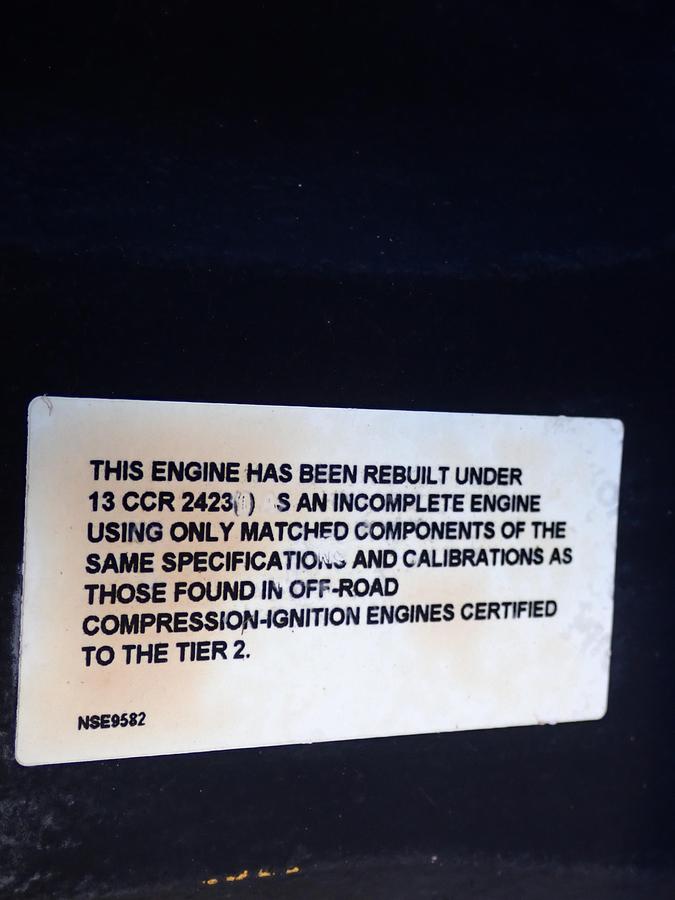 THIS ENGINE HAS BEEN REBUILT UNDER
13 CCR 2423( ) AN INCOMPLETE ENGINE
USING ONLY MATCHED COMPONENTS OF THE
SAME SPECIFICATIONS AND CALIBRATIONS AS
THOSE FOUND IN OFF-ROAD
COMPRESSION-IGNITION ENGINES CERTIFIED
TO THE TIER 2.
NSE9582